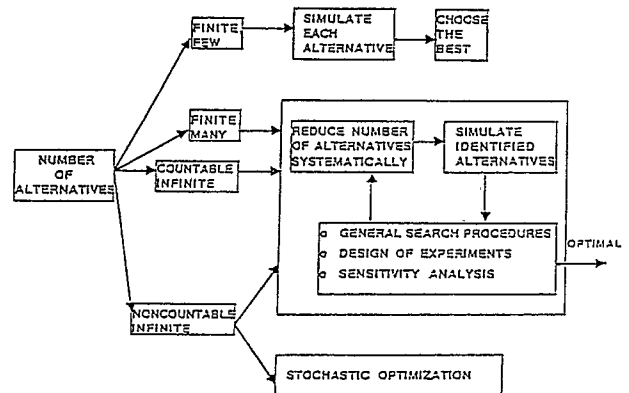 FINITE
FEW
SIMULATE
EACH
ALTERNATIVE
CHOOSE
THE
BEST
FINITE
MANY
REDUCE NUMBER
OF ALTERNATIVES
SYSTEMATICALLY
SIMULATE
IDENTIFIED
ALTERNATIVES
NUMBER
OF
ALTERNATIVES
COUNTABLE
INFINITE
GENERAL SEARCH PROCEDURES
DESIGN OF EXPERIMENTS
SENSITIVITY ANALYSIS
OPTIMAL
NONCOUNTABLE
INFINITE
STOCHASTIC OPTIMIZATION